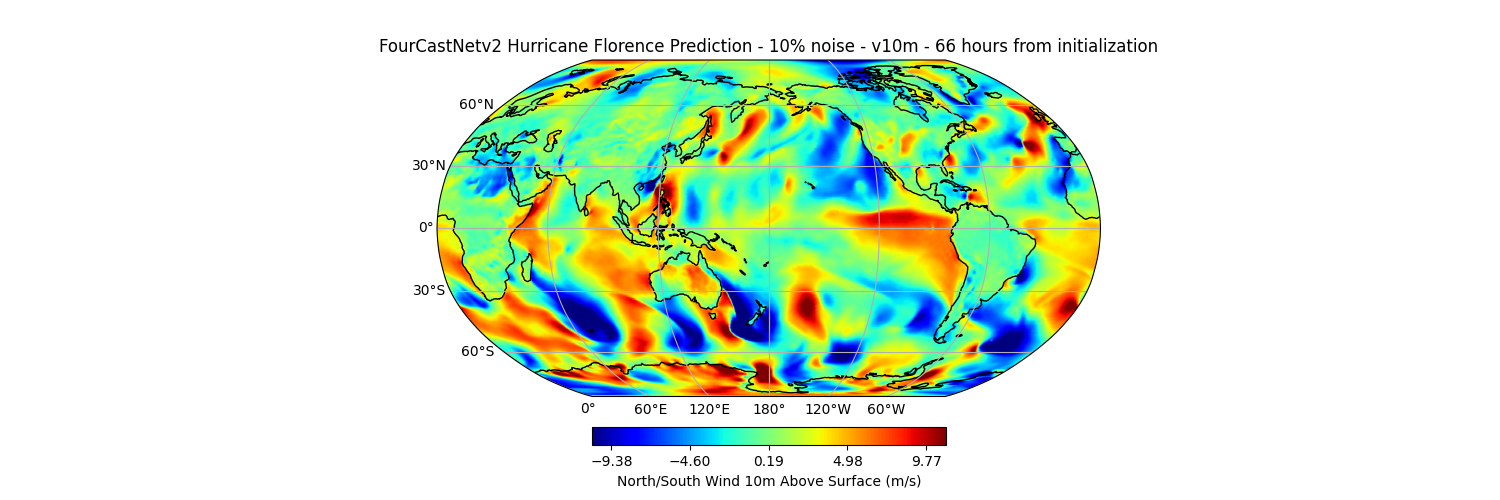 FourCastNetv2 Hurricane Florence Prediction - 10% noise - v10m - 66 hours from initialization
60°N
30°N
0°
30°S
60°S
0° 60°E 120°E 180° 120°W 60°W
−9.38 −4.60 0.19 4.98 9.77
North/South Wind 10m Above Surface (m/s)